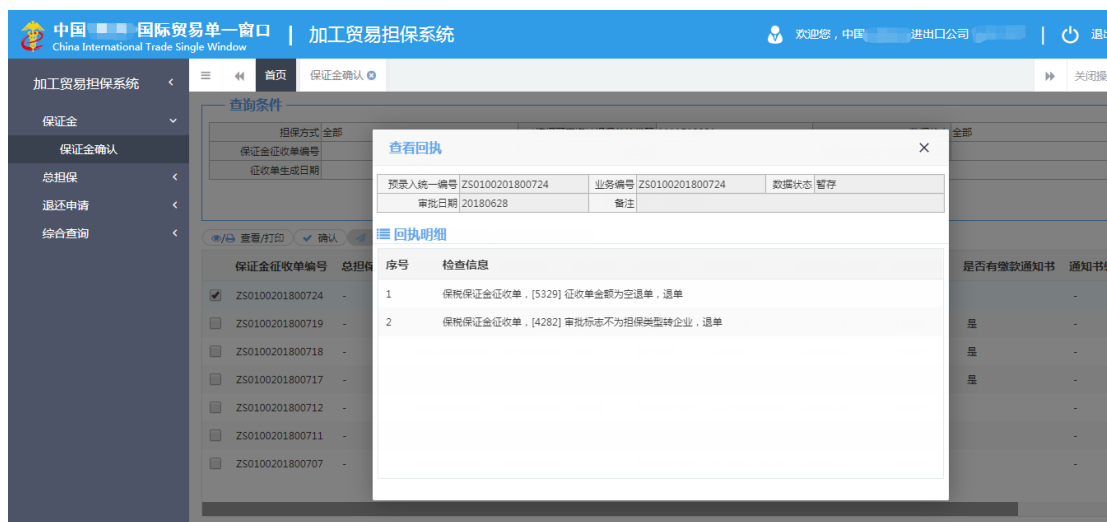 中国 国际贸易单一窗口 | 加工贸易担保系统
China International Trade Single Window
欢迎您，中国 进出口公司 | 退出
加工贸易担保系统
首页 保证金确认 关闭操
保证金
保证金确认
总担保
退还申请
综合查询
查询条件
担保方式 全部 全部
保证金征收单编号
征收单生成日期
查看/打印 确认
保证金征收单编号 总担保 是否有缴款通知书 通知书
ZS0100201800724 - -
ZS0100201800719 - 是 -
ZS0100201800718 - 是 -
ZS0100201800717 - 是 -
ZS0100201800712 - -
ZS0100201800711 - -
ZS0100201800707 - -
查看回执 ×
预录入统一编号 ZS0100201800724 业务编号 ZS0100201800724 数据状态 暂存
审批日期 20180628 备注
回执明细
序号 检查信息
1 保税保证金征收单，[5329] 征收单金额为空退单，退单
2 保税保证金征收单，[4282] 审批标志不为担保类型转企业，退单